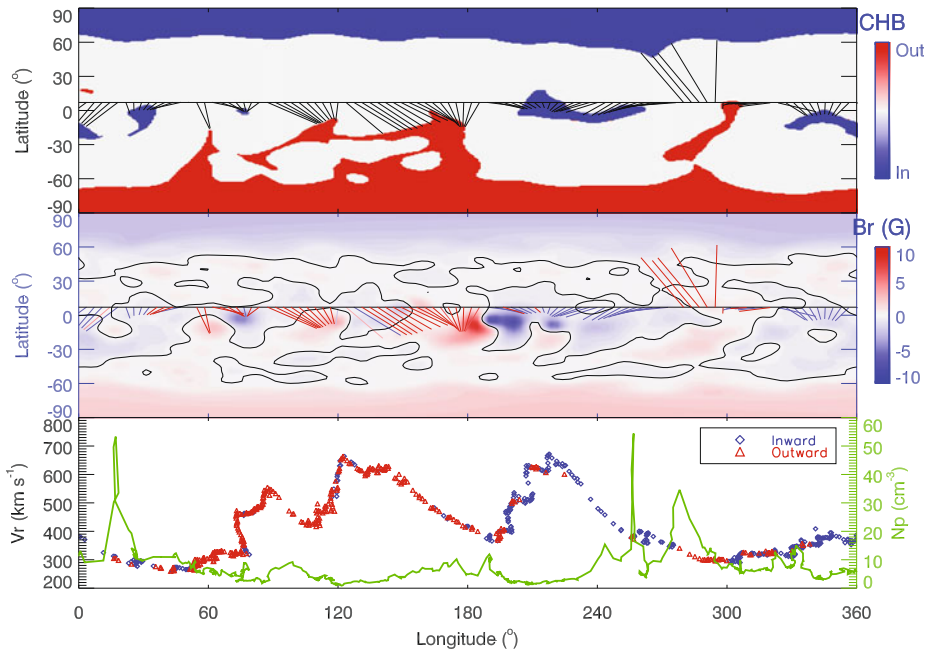 CHB
90
60
30
0
-30
-60
-90
Latitude (°)
Out
In
Br (G)
90
60
30
0
-30
-60
-90
Latitude (°)
10
5
0
-5
-10
800
700
600
500
400
300
200
Vr (km s⁻¹)
Inward
Outward
60
50
40
30
20
10
0
Np (cm⁻³)
0 60 120 180 240 300 360
Longitude (°)